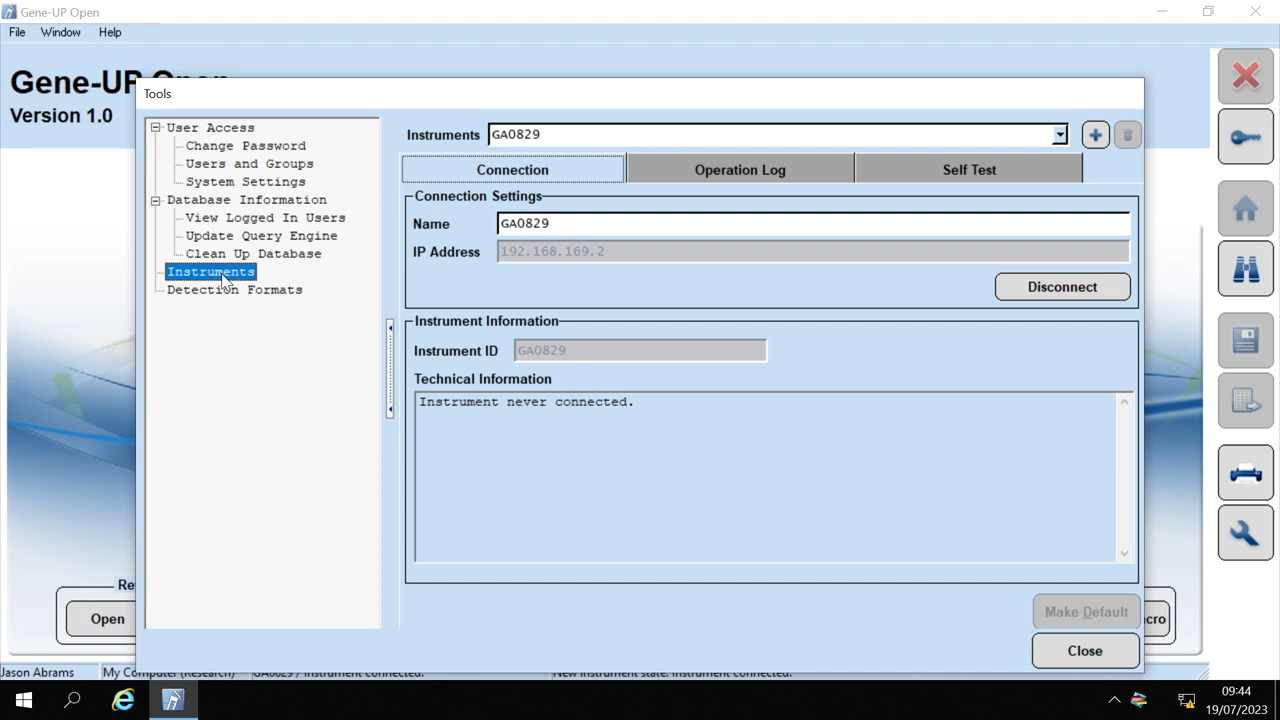 Gene-UP Open
File Window Help
Gene-UP Open
Version 1.0
Tools
User Access
Change Password
Users and Groups
System Settings
Database Information
View Logged In Users
Update Query Engine
Clean Up Database
Instruments
Detection Formats
Instruments GA0829
Connection Operation Log Self Test
Connection Settings
Name GA0829
IP Address 192.168.169.2
Disconnect
Instrument Information
Instrument ID GA0829
Technical Information
Instrument never connected.
Re
Open
Make Default
cro
Close
Jason Abrams My Computer (Research) GA0829 / Instrument connected. New instrument state: Instrument connected.
09:44
19/07/2023